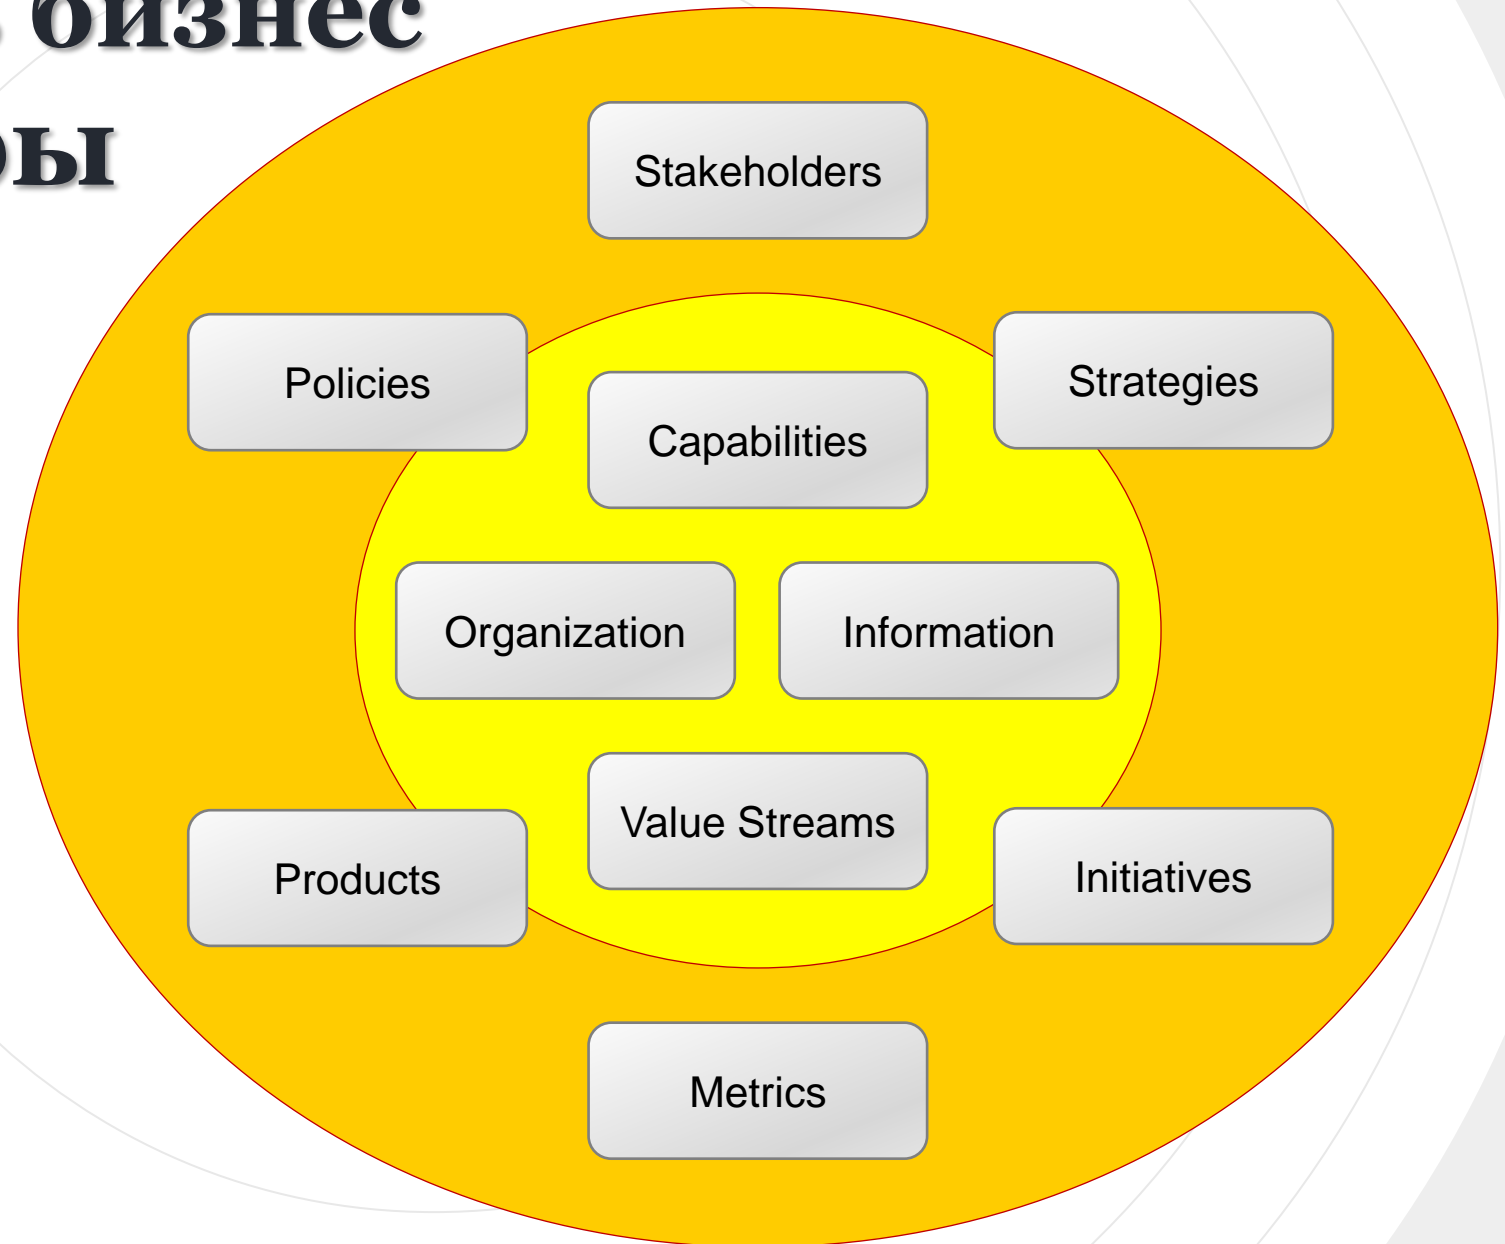 бизнес
Stakeholders
Policies
Strategies
Capabilities
Organization
Information
Value Streams
Products
Initiatives
Metrics